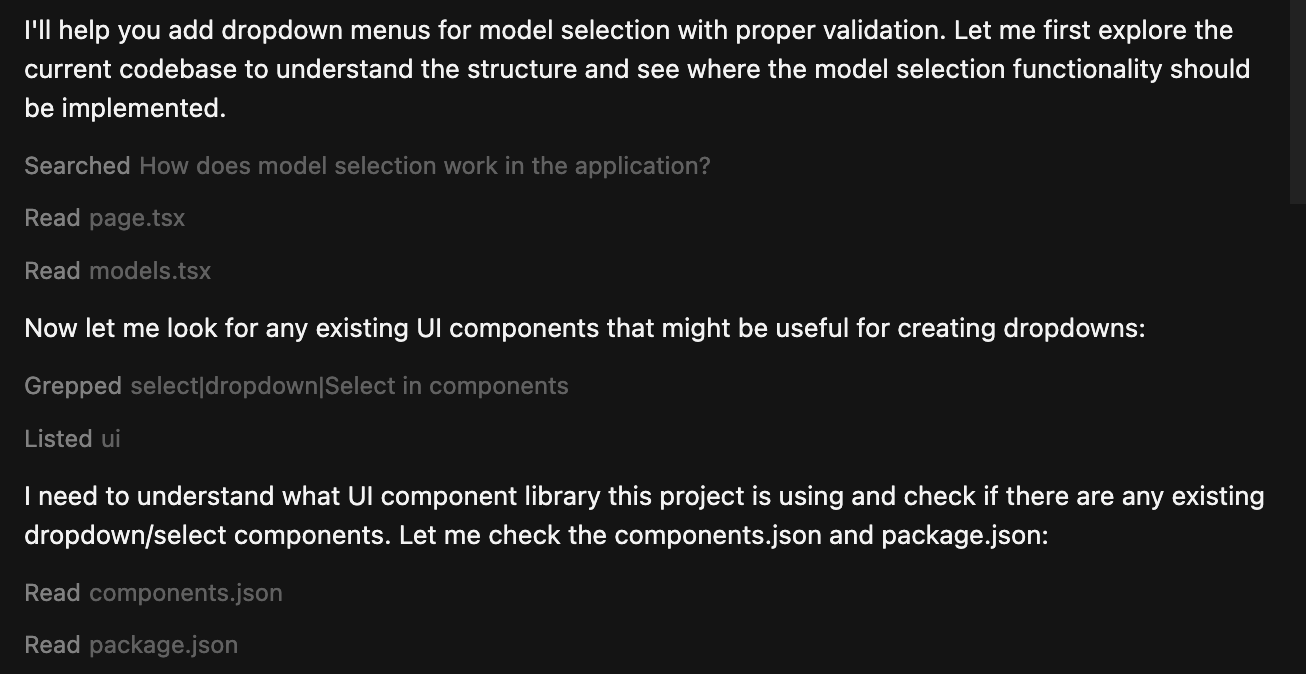 I'll help you add dropdown menus for model selection with proper validation. Let me first explore the
current codebase to understand the structure and see where the model selection functionality should
be implemented.
Searched How does model selection work in the application?
Read page.tsx
Read models.tsx
Now let me look for any existing UI components that might be useful for creating dropdowns:
Grepped select|dropdown|Select in components
Listed ui
I need to understand what UI component library this project is using and check if there are any existing
dropdown/select components. Let me check the components.json and package.json:
Read components.json
Read package.json